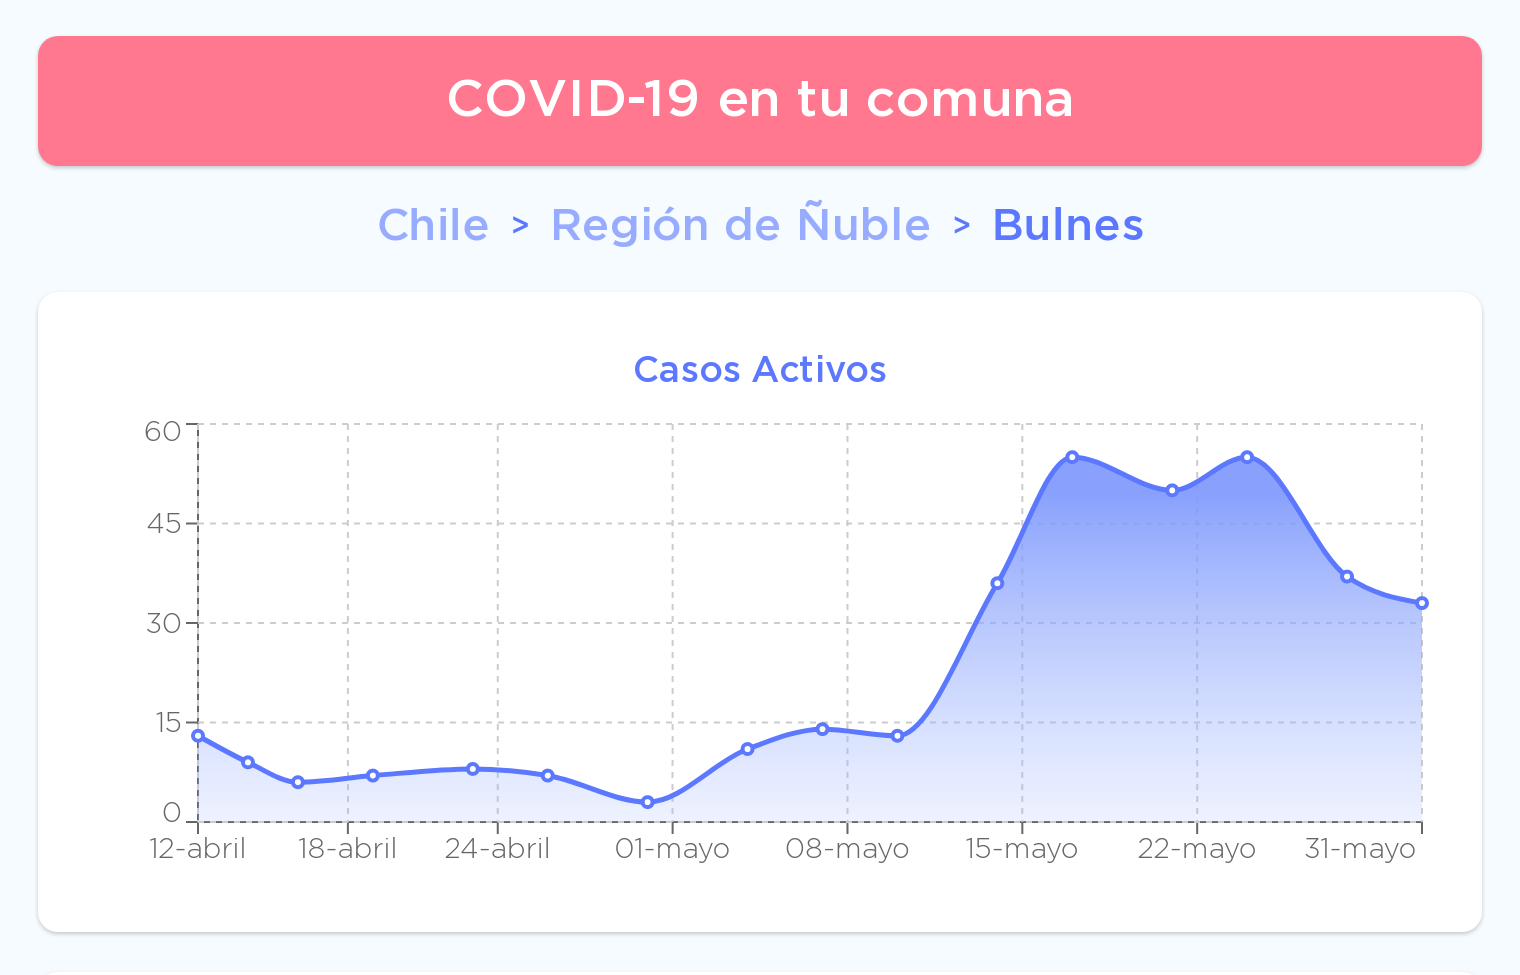 COVID-19 en tu comuna
Chile > Región de Ñuble > Bulnes
Casos Activos
60
45
30
15
0
12-abril 18-abril 24-abril 01-mayo 08-mayo 15-mayo 22-mayo 31-mayo